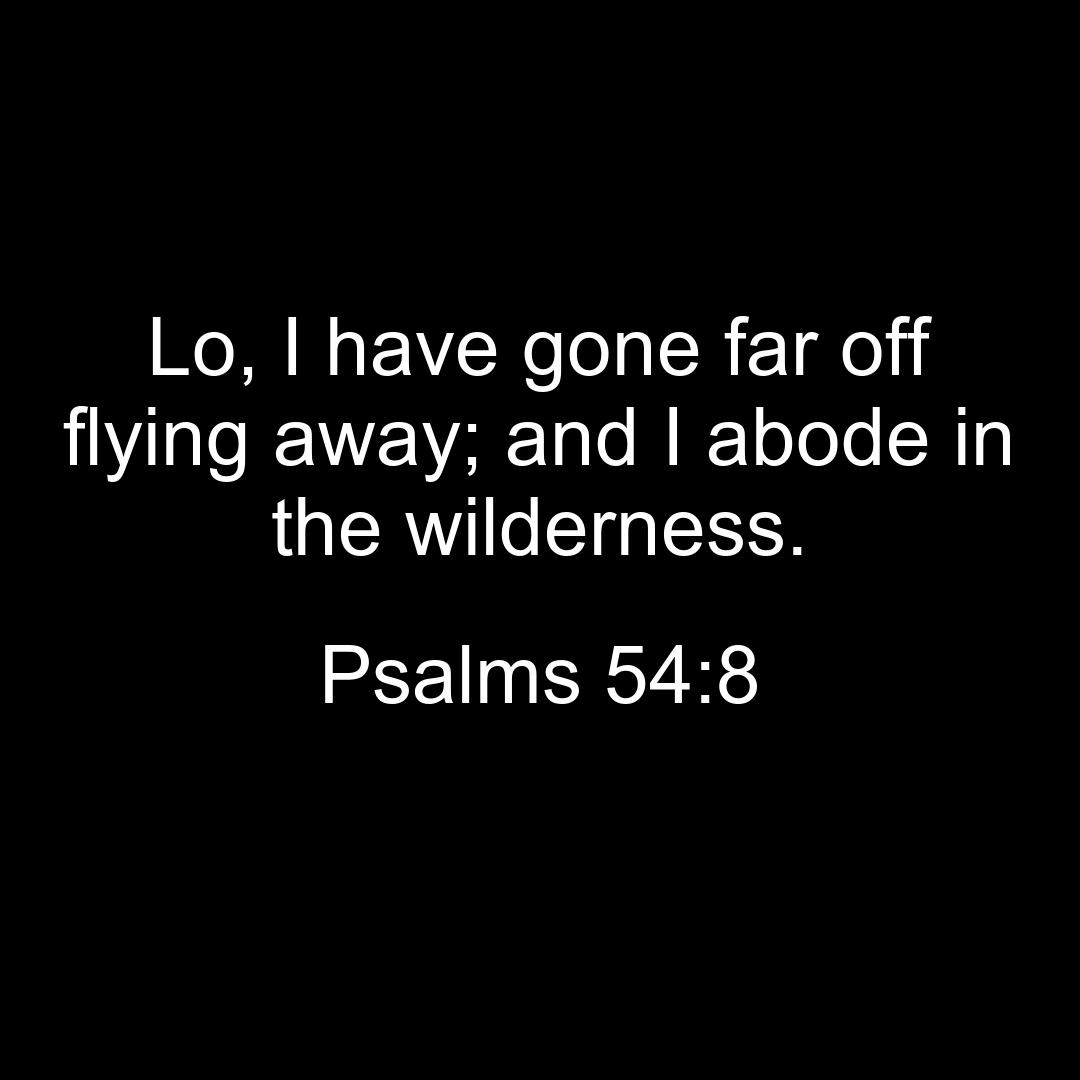 Lo, I have gone far off
flying away; and I abode in
the wilderness.
Psalms 54:8